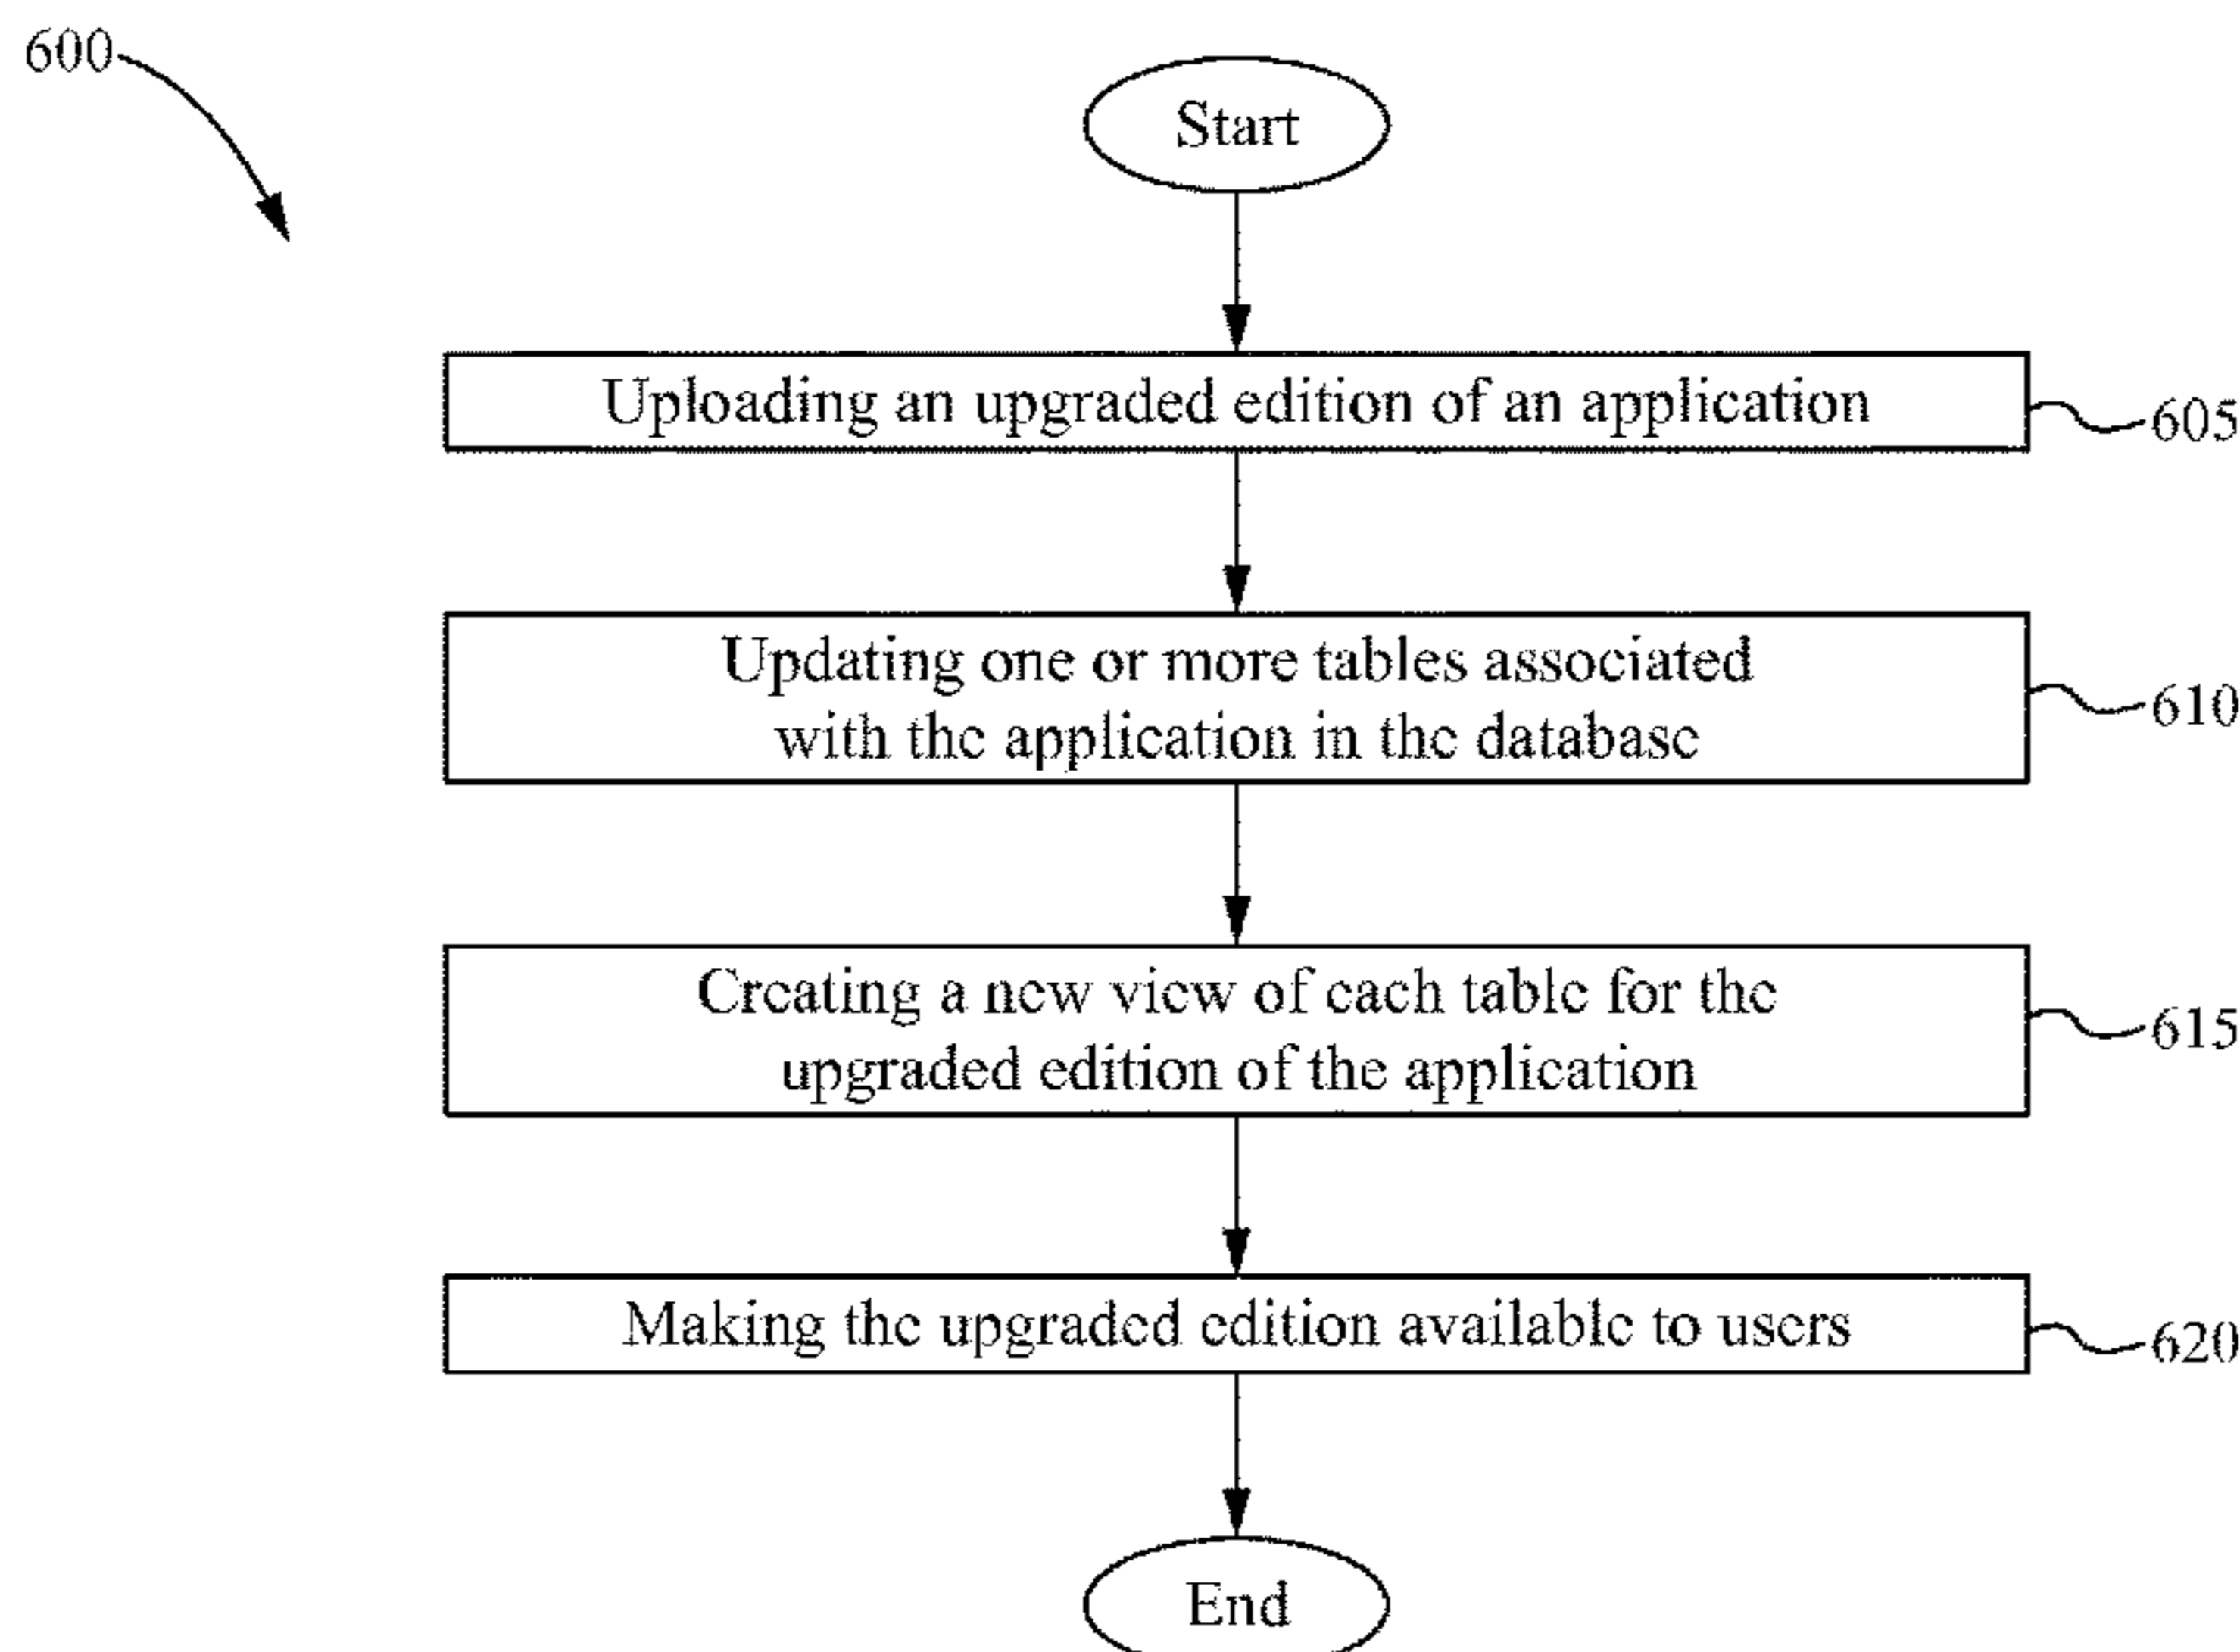 600
Start
Uploading an upgraded edition of an application
605
Updating one or more tables associated
with the application in the database
610
Creating a new view of each table for the
upgraded edition of the application
615
Making the upgraded edition available to users
620
End